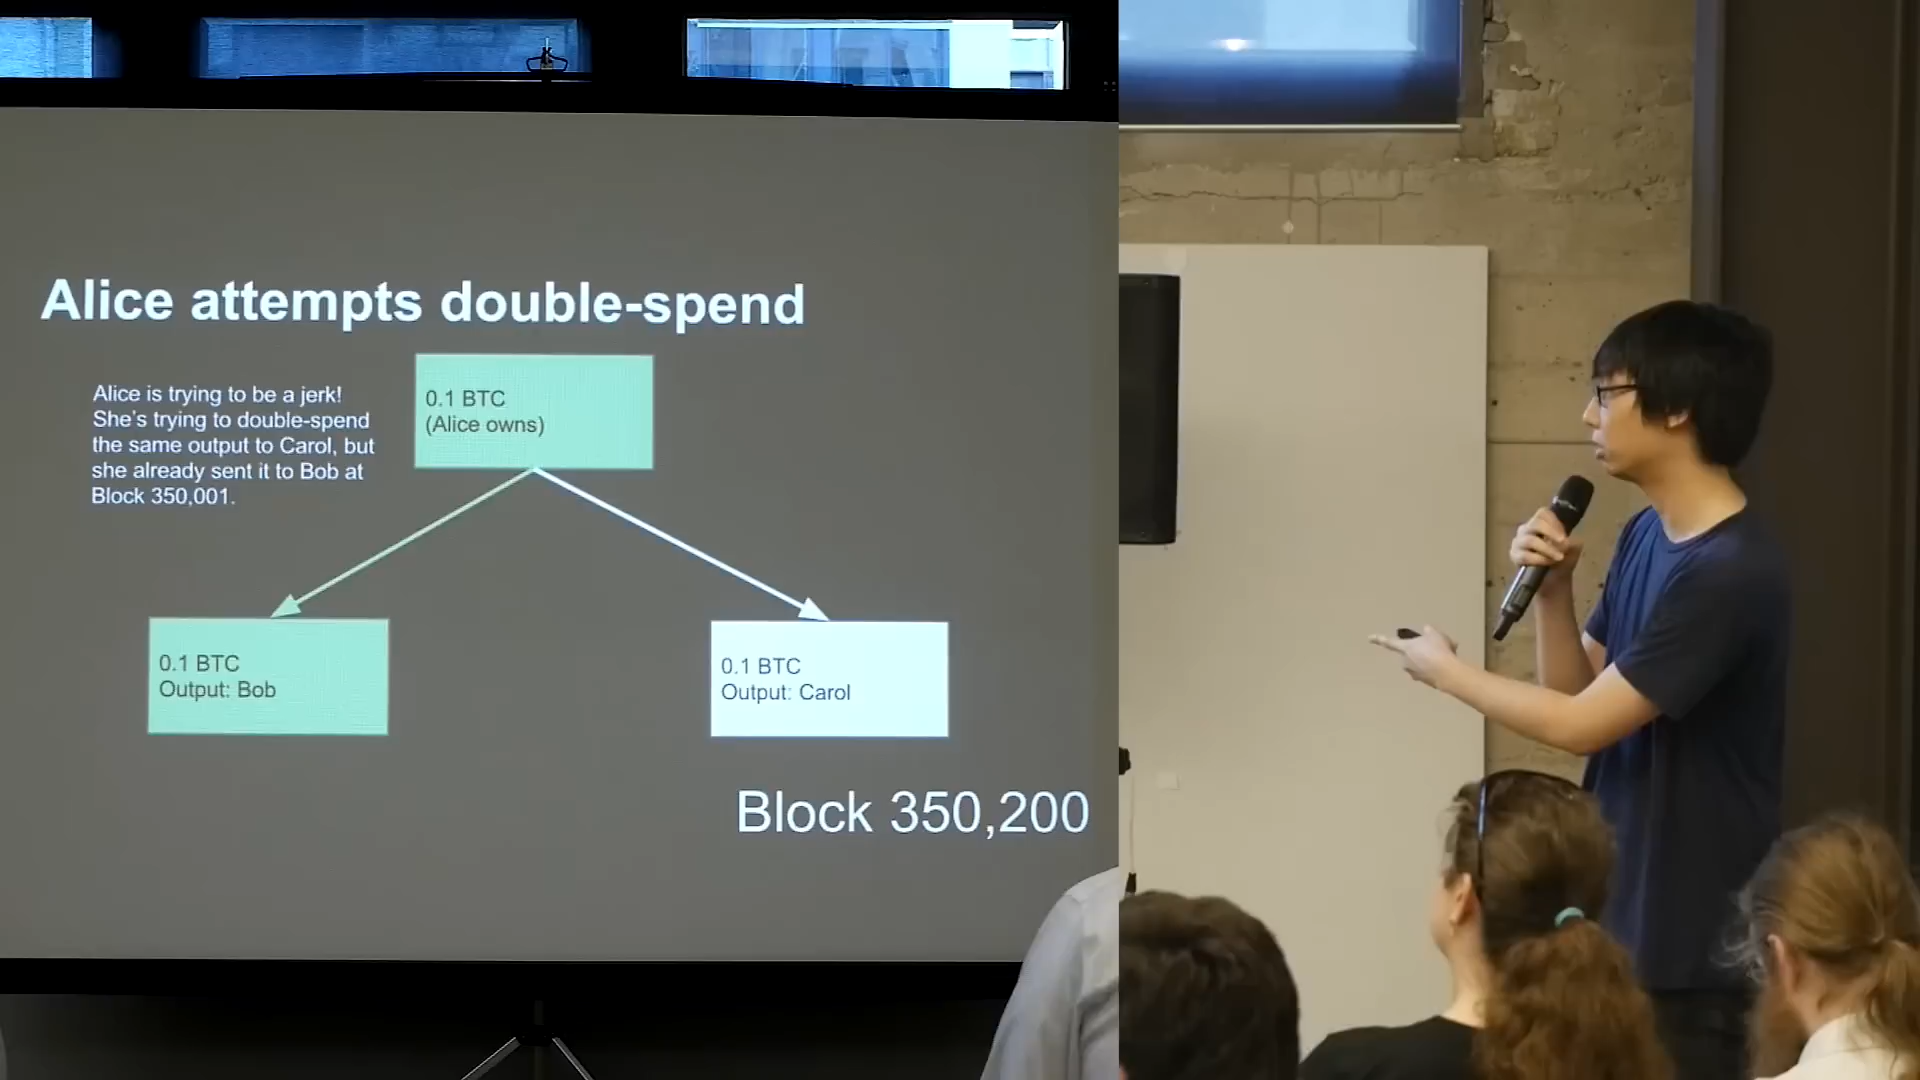 Alice attempts double-spend
Alice is trying to be a jerk!
She's trying to double-spend
the same output to Carol, but
she already sent it to Bob at
Block 350,001.
0.1 BTC
(Alice owns)
0.1 BTC
Output: Bob
0.1 BTC
Output: Carol
Block 350,200